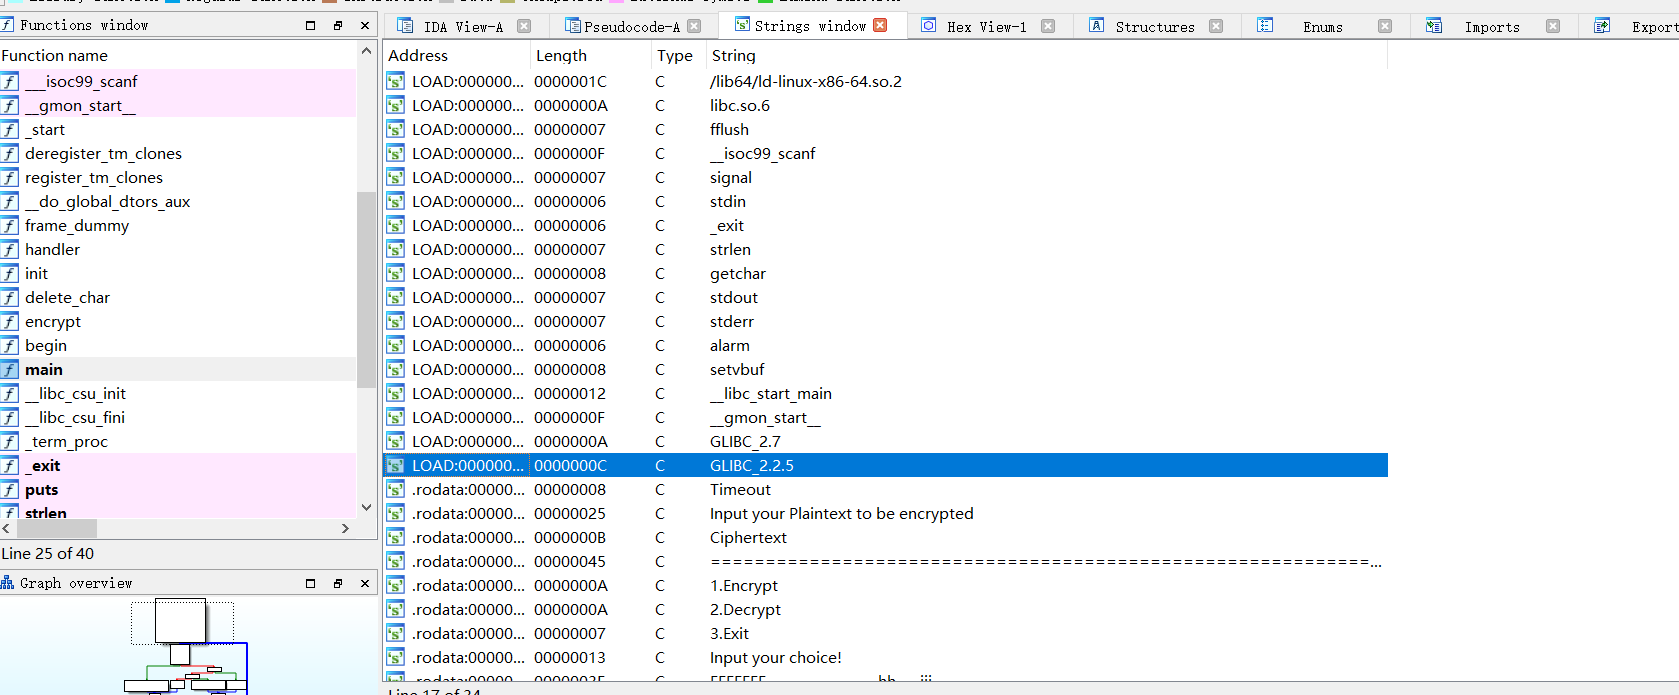 Functions window
Function name
___isoc99_scanf
__gmon_start__
_start
deregister_tm_clones
register_tm_clones
__do_global_dtors_aux
frame_dummy
handler
init
delete_char
encrypt
begin
main
__libc_csu_init
__libc_csu_fini
_term_proc
_exit
puts
strlen
Line 25 of 40
Graph overview
IDA View-A Pseudocode-A Strings window Hex View-1 Structures Enums Imports Export
Address Length Type String
LOAD:000000... 0000001C C /lib64/ld-linux-x86-64.so.2
LOAD:000000... 0000000A C libc.so.6
LOAD:000000... 00000007 C fflush
LOAD:000000... 0000000F C __isoc99_scanf
LOAD:000000... 00000007 C signal
LOAD:000000... 00000006 C stdin
LOAD:000000... 00000006 C _exit
LOAD:000000... 00000007 C strlen
LOAD:000000... 00000008 C getchar
LOAD:000000... 00000007 C stdout
LOAD:000000... 00000007 C stderr
LOAD:000000... 00000006 C alarm
LOAD:000000... 00000008 C setvbuf
LOAD:000000... 00000012 C __libc_start_main
LOAD:000000... 0000000F C __gmon_start__
LOAD:000000... 0000000A C GLIBC_2.7
LOAD:000000... 0000000C C GLIBC_2.2.5
.rodata:00000... 00000008 C Timeout
.rodata:00000... 00000025 C Input your Plaintext to be encrypted
.rodata:00000... 0000000B C Ciphertext
.rodata:00000... 00000045 C ============================================================...
.rodata:00000... 0000000A C 1.Encrypt
.rodata:00000... 0000000A C 2.Decrypt
.rodata:00000... 00000007 C 3.Exit
.rodata:00000... 00000013 C Input your choice!
Line 17 of 34